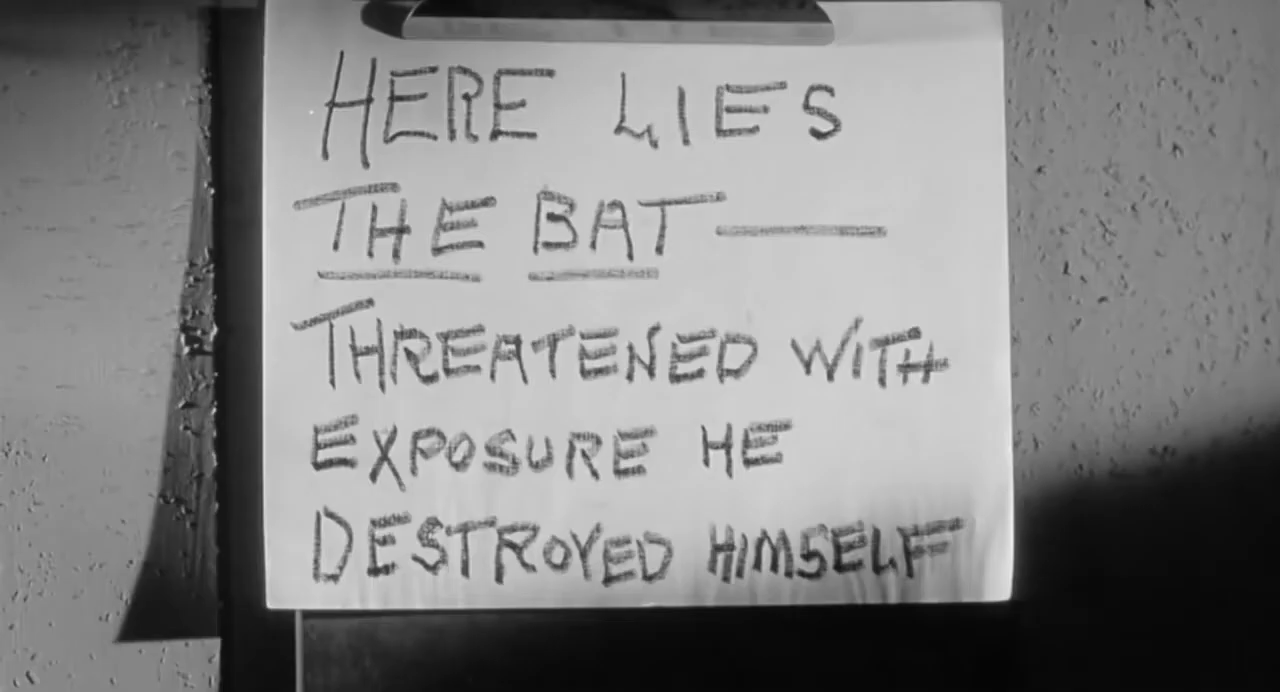 HERE LIES
THE BAT —
THREATENED WITH
EXPOSURE HE
DESTROYED HIMSELF